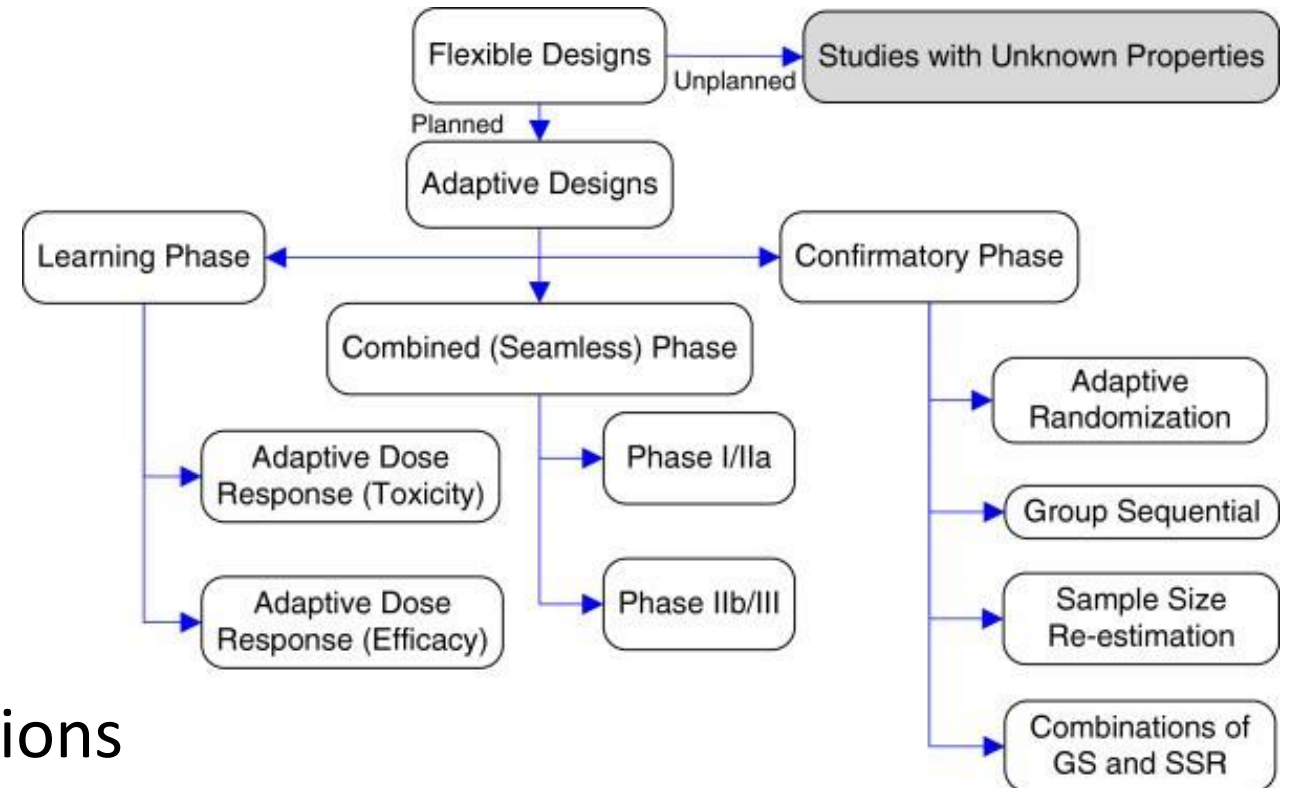 Flexible Designs
Unplanned
Studies with Unknown Properties
Planned
Adaptive Designs
Learning Phase
Confirmatory Phase
Combined (Seamless) Phase
Adaptive Dose
Response (Toxicity)
Adaptive Dose
Response (Efficacy)
Phase I/IIa
Phase IIb/III
Adaptive
Randomization
Group Sequential
Sample Size
Re-estimation
Combinations of
GS and SSR
ions